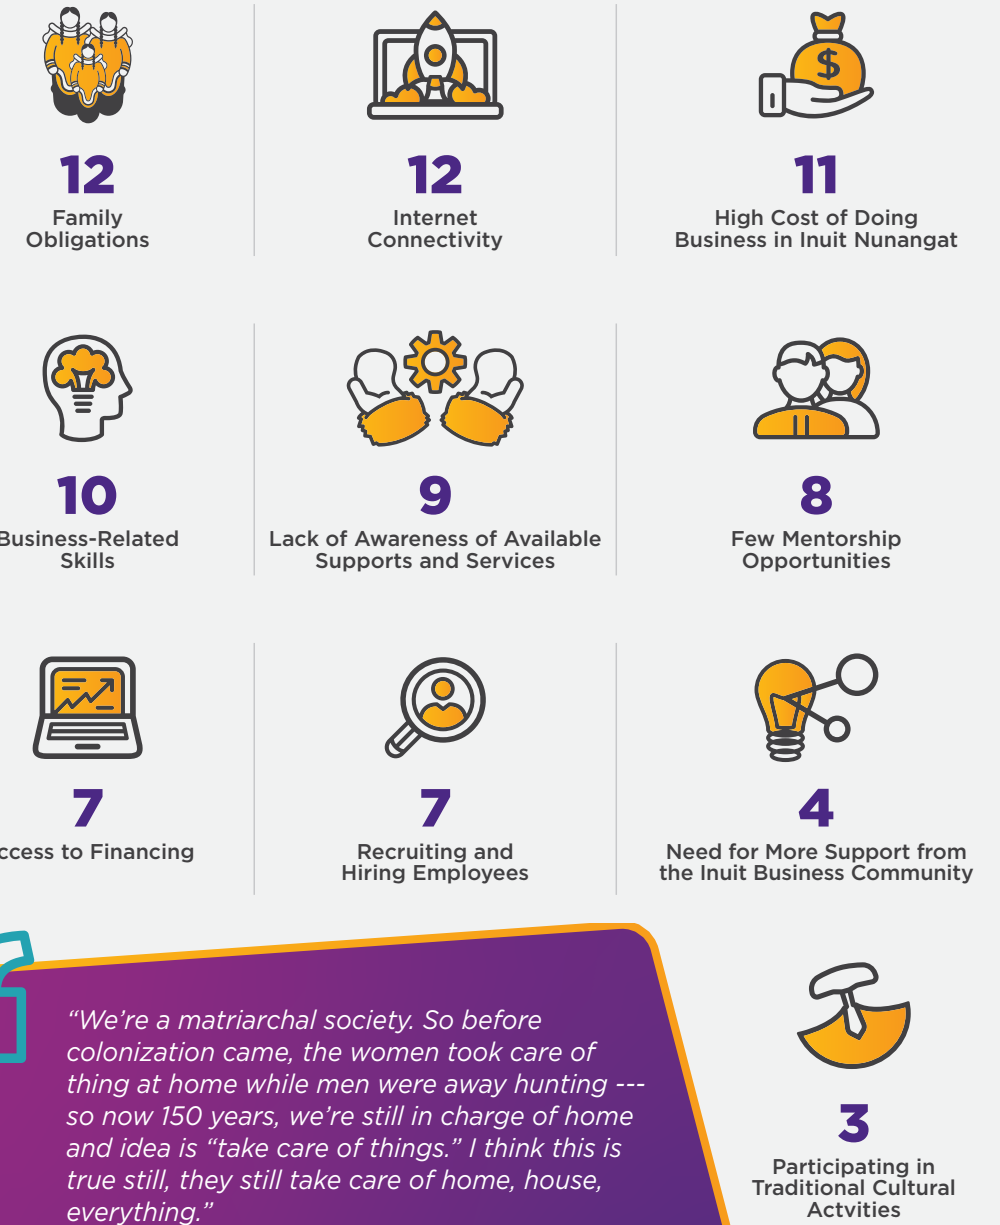 12
Family
Obligations
12
Internet
Connectivity
$
11
High Cost of Doing
Business in Inuit Nunangat
10
Business-Related
Skills
9
Lack of Awareness of Available
Supports and Services
8
Few Mentorship
Opportunities
7
ccess to Financing
7
Recruiting and
Hiring Employees
4
Need for More Support from
the Inuit Business Community
“We’re a matriarchal society. So before
colonization came, the women took care of
thing at home while men were away hunting ---
so now 150 years, we’re still in charge of home
and idea is “take care of things.” I think this is
true still, they still take care of home, house,
everything.”
3
Participating in
Traditional Cultural
Actvities